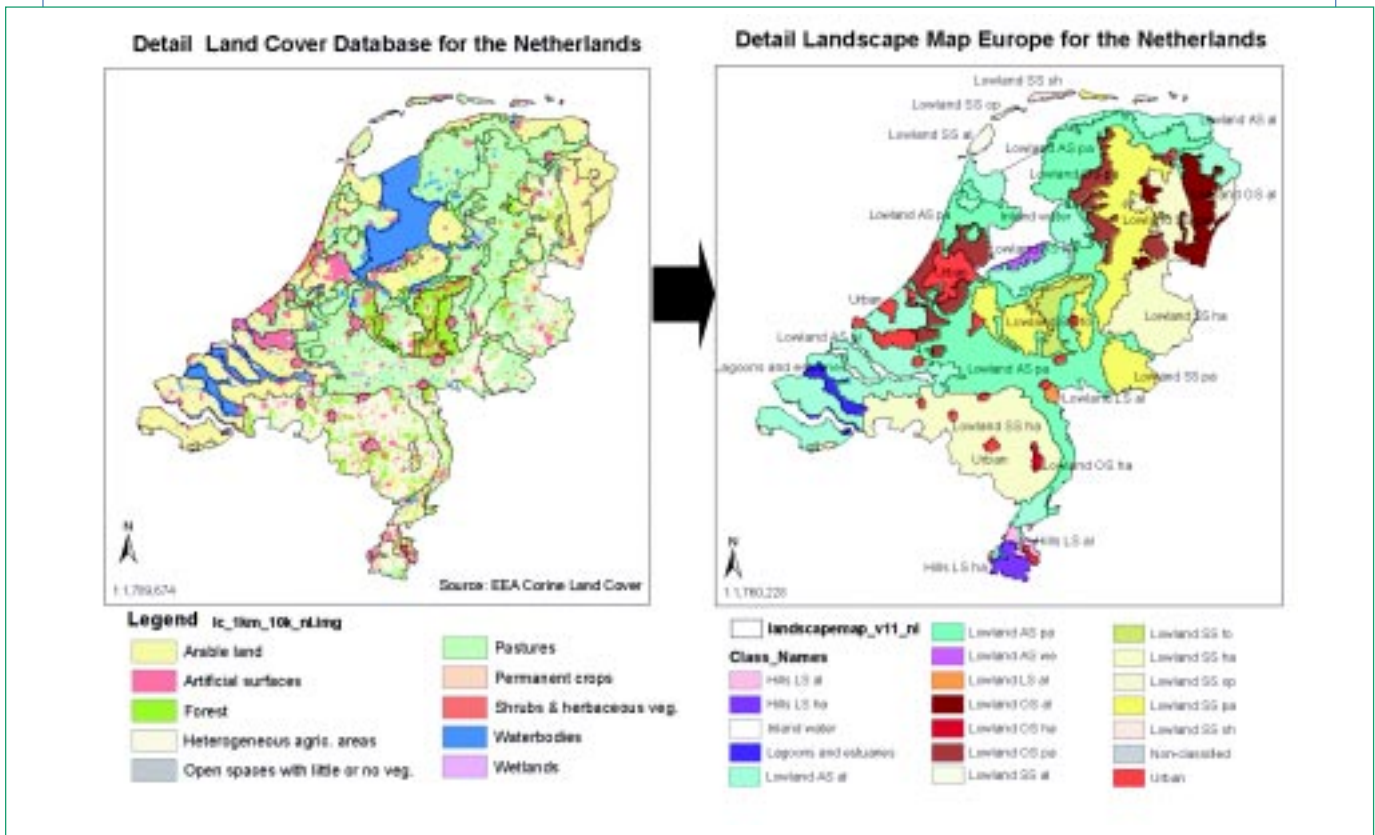 Detail Land Cover Database for the Netherlands
N
1:1,789,674
Source: EEA Corine Land Cover
Legend lc_1km_10k_nl.img
Arable land
Artificial surfaces
Forest
Heterogeneous agric. areas
Open spases with little or no veg.
Pastures
Permanent crops
Shrubs & herbaceous veg.
Waterbodies
Wetlands
Detail Landscape Map Europe for the Netherlands
Lowland SS sh
Lowland SS op
Lowland SS al
Lowland AS al
Lowland AS pa
Lowland AS pa
Inland water
Urban
Urban
Lowland SS ha
Lowland AS pa
Lowland SS pa
Lowland LS al
Lowland SS ha
Urban
Lowland OS ha
Hills LS al
Hills LS ha
N
1:1,760,228
landscapemap_v11_nl
Class_Names
Hills LS al
Hills LS ha
Inland water
Lagoons and estuaries
Lowland AS al
Lowland AS pa
Lowland AS we
Lowland LS al
Lowland OS al
Lowland OS ha
Lowland OS pa
Lowland SS al
Lowland SS fo
Lowland SS ha
Lowland SS op
Lowland SS pa
Lowland SS sh
Non-classified
Urban